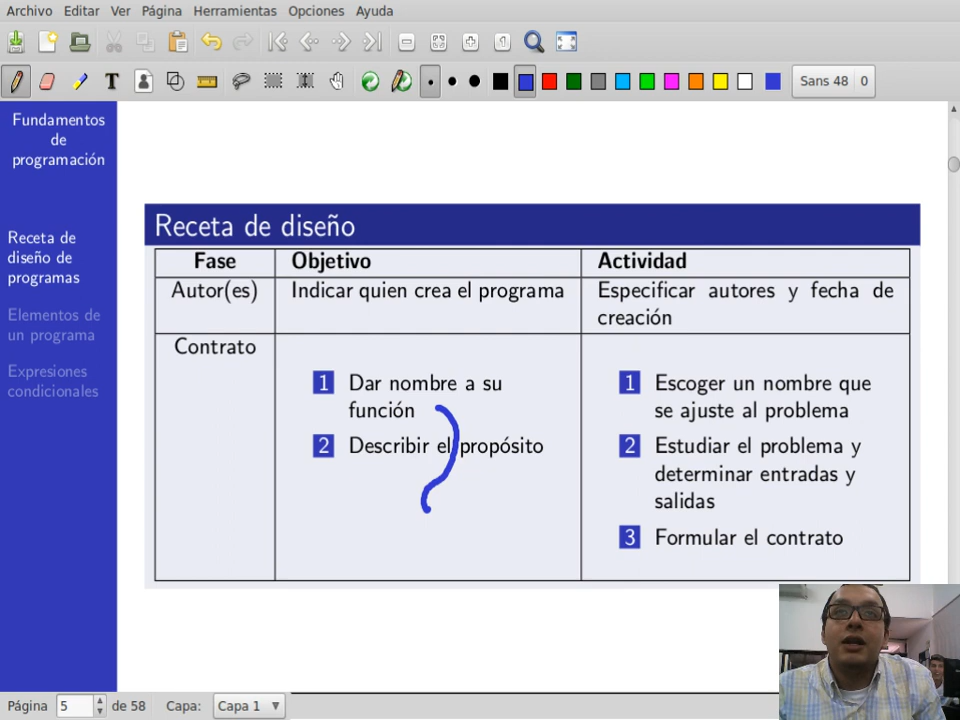 Archivo Editar Ver Página Herramientas Opciones Ayuda
T
Sans 48 0
Fundamentos
de
programación
Receta de
diseño de
programas
Elementos de
un programa
Expresiones
condicionales
Receta de diseño
Fase Objetivo Actividad
Autor(es) Indicar quien crea el programa Especificar autores y fecha de
creación
Contrato
1 Dar nombre a su
función
2 Describir el propósito
1 Escoger un nombre que
se ajuste al problema
2 Estudiar el problema y
determinar entradas y
salidas
3 Formular el contrato
Página 5 de 58 Capa: Capa 1